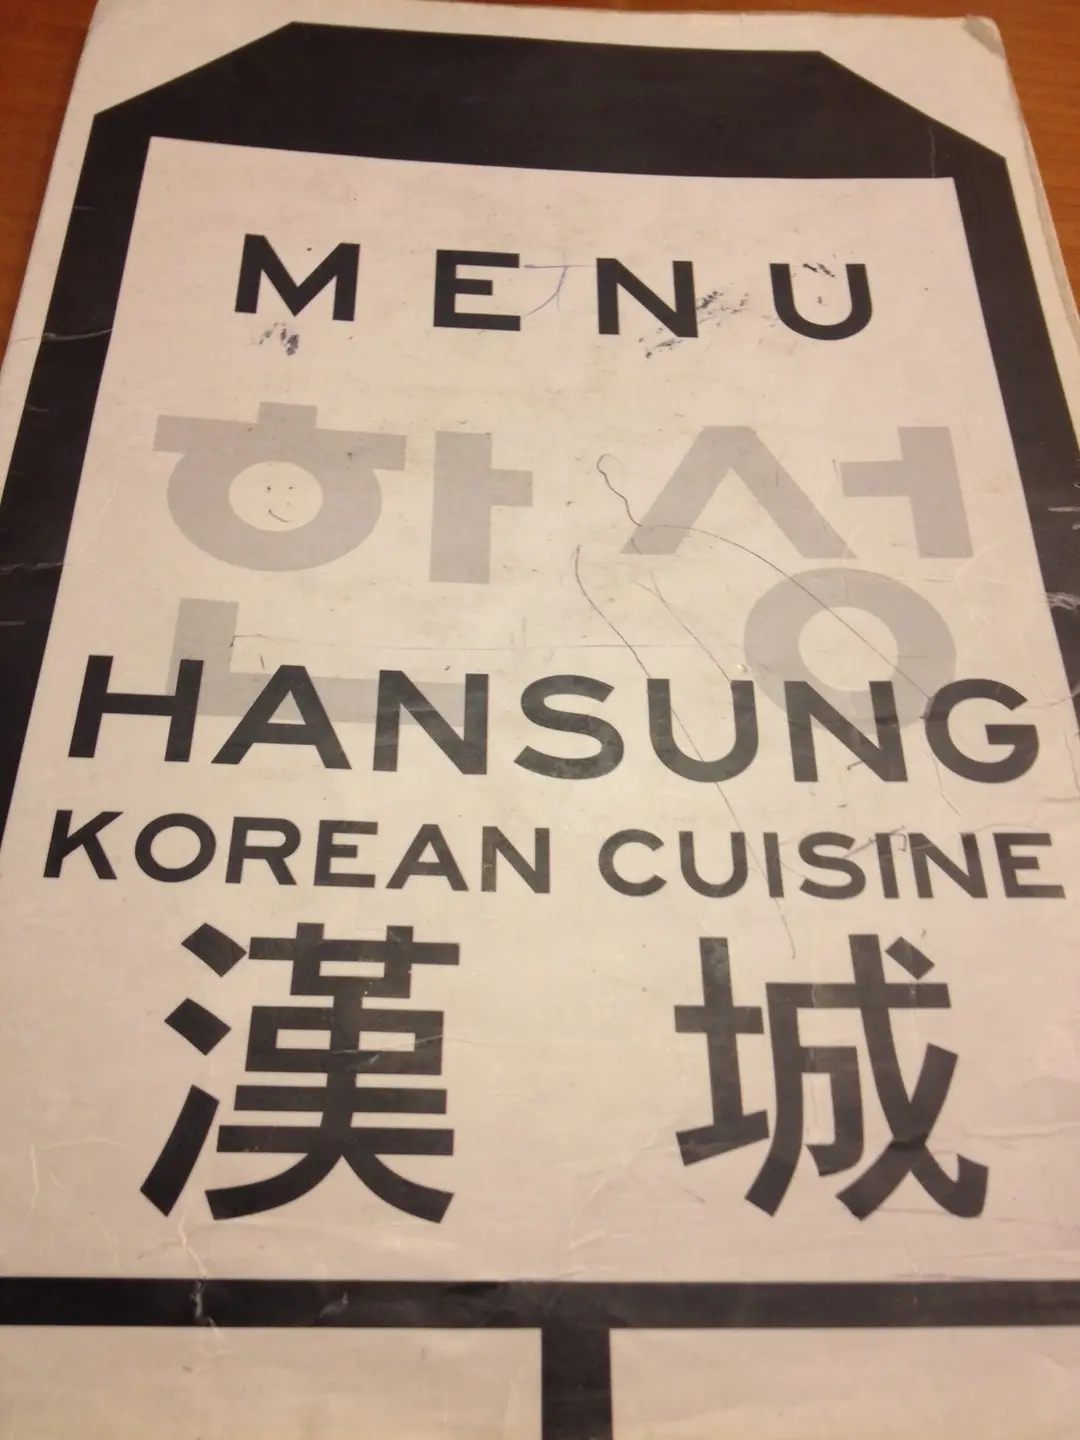 MENU
한성
HANSUNG
KOREAN CUISINE
漢城